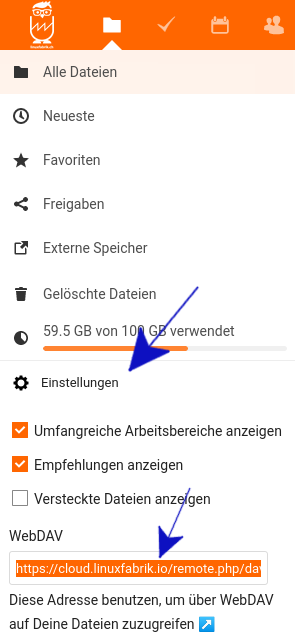 linuxfabrik.ch
Alle Dateien
Neueste
Favoriten
Freigaben
Externe Speicher
Gelöschte Dateien
59.5 GB von 100 GB verwendet
Einstellungen
Umfangreiche Arbeitsbereiche anzeigen
Empfehlungen anzeigen
Versteckte Dateien anzeigen
WebDAV
https://cloud.linuxfabrik.io/remote.php/dav
Diese Adresse benutzen, um über WebDAV
auf Deine Dateien zuzugreifen